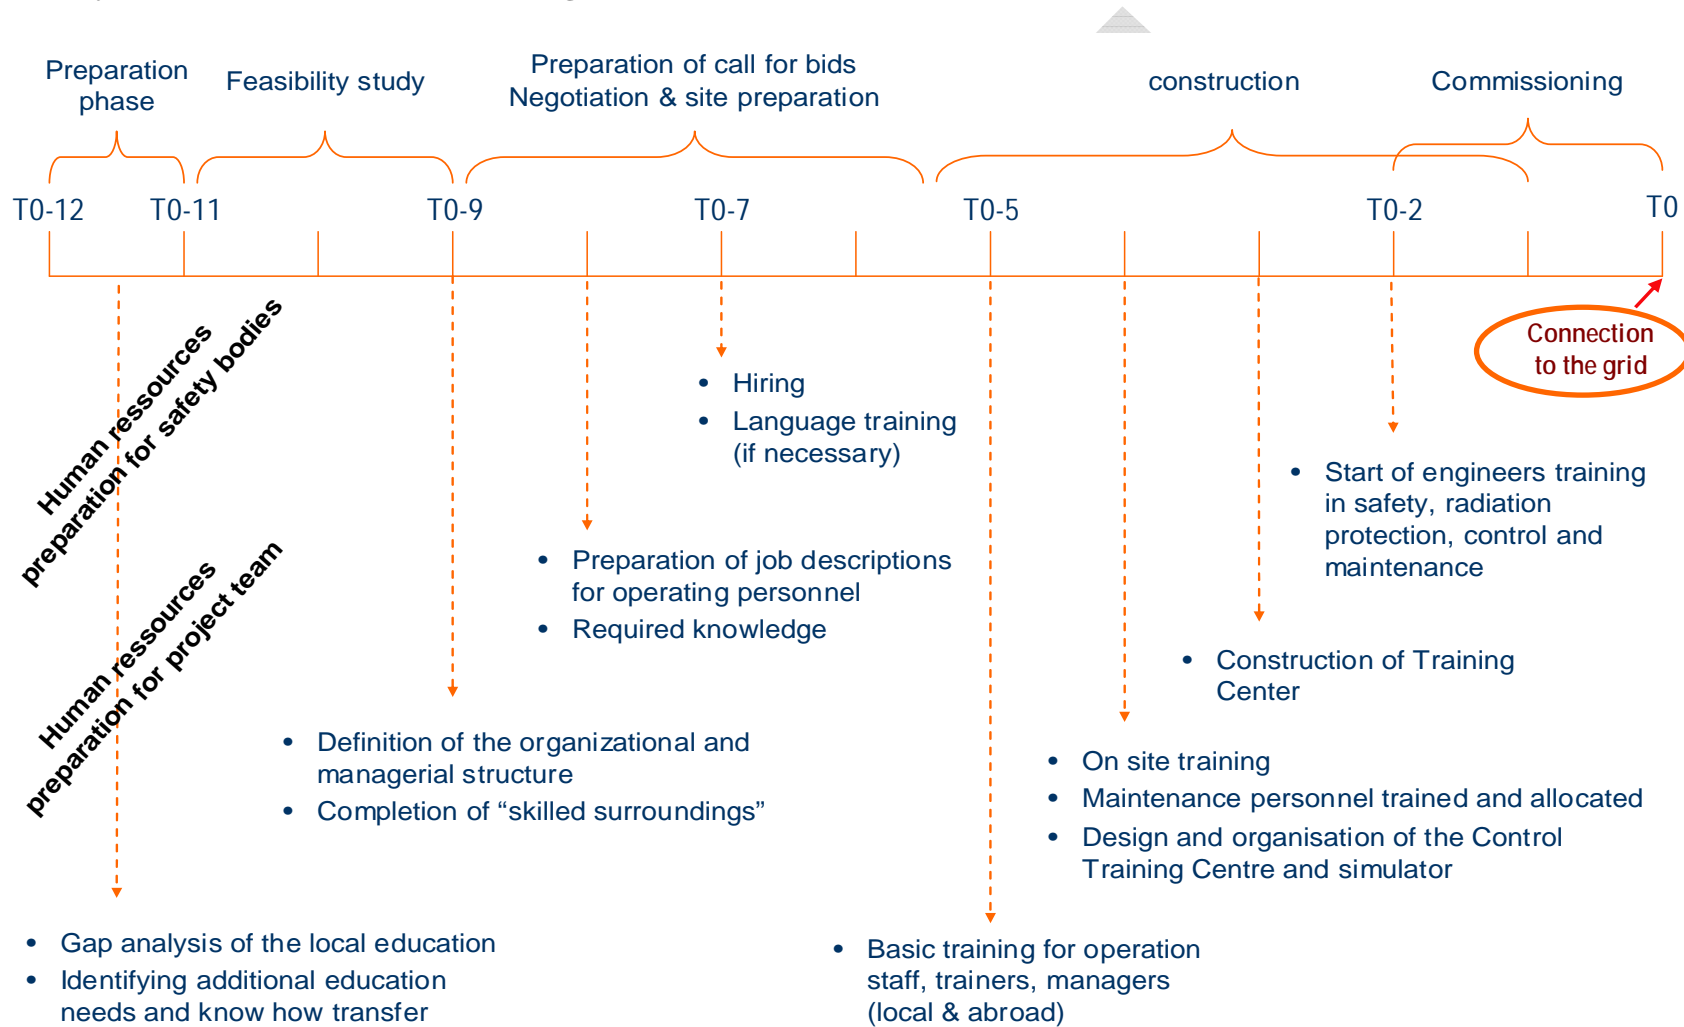 Preparation
phase
Feasibility study
Preparation of call for bids
Negotiation & site preparation
construction
Commissioning
T0-12
T0-11
T0-9
T0-7
T0-5
T0-2
T0
Connection
to the grid
Human ressources
preparation for safety bodies
Human ressources
preparation for project team
• Hiring
• Language training
(if necessary)
• Start of engineers training
in safety, radiation
protection, control and
maintenance
• Preparation of job descriptions
for operating personnel
• Required knowledge
• Construction of Training
Center
• Definition of the organizational and
managerial structure
• Completion of “skilled surroundings”
• On site training
• Maintenance personnel trained and allocated
• Design and organisation of the Control
Training Centre and simulator
• Gap analysis of the local education
• Identifying additional education
needs and know how transfer
• Basic training for operation
staff, trainers, managers
(local & abroad)